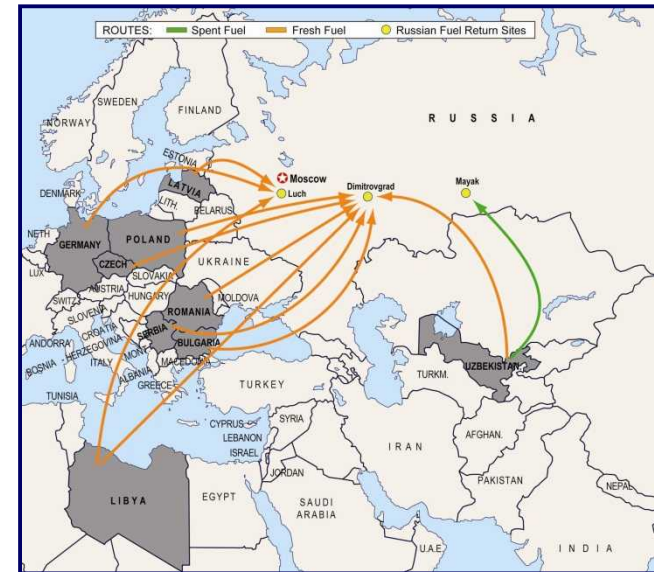 ROUTES: Spent Fuel Fresh Fuel Russian Fuel Return Sites
NORWAY
SWEDEN
FINLAND
RUSSIA
ESTONIA
LATVIA
Moscow
Luch
Dimitrovgrad
Mayak
DENMARK
LITH.
BELARUS
NETH
GERMANY
POLAND
LUX
CZECH
SLOVAKIA
UKRAINE
AUSTRIA
SWITZ
HUNGARY
MOLDOVA
SLOVENIA
ROMANIA
CROATIA
ANDORRA
HERZEGOVINA
BOSNIA
SERBIA
MONT
BULGARIA
ITALY
MACEDONIA
ALBANIA
GREECE
UZBEKISTAN
TURKM.
TUNISIA
TURKEY
CYPRUS
SYRIA
LEBANON
ISRAEL
IRAN
AFGHAN.
JORDAN
PAKISTAN
NEPAL
LIBYA
EGYPT
SAUDI
ARABIA
U.A.E.
INDIA